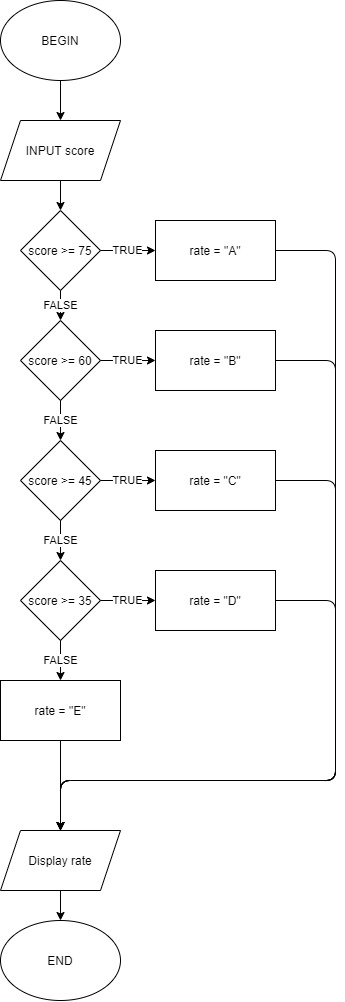 BEGIN
INPUT score
score >= 75
TRUE
rate = "A"
FALSE
score >= 60
TRUE
rate = "B"
FALSE
score >= 45
TRUE
rate = "C"
FALSE
score >= 35
TRUE
rate = "D"
FALSE
rate = "E"
Display rate
END